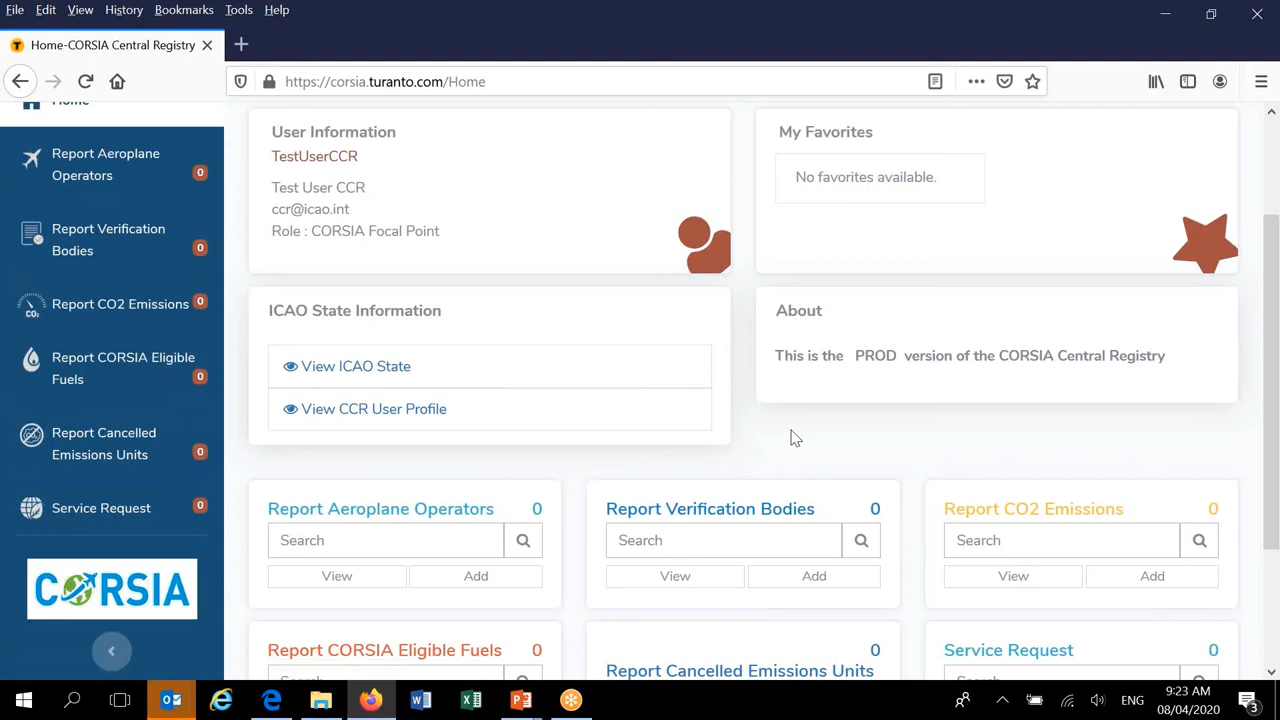 File Edit View History Bookmarks Tools Help
Home-CORSIA Central Registry
https://corsia.turanto.com/Home
Home
Report Aeroplane
Operators
0
Report Verification
Bodies
0
Report CO2 Emissions 0
Report CORSIA Eligible
Fuels
0
Report Cancelled
Emissions Units
0
Service Request 0
CORSIA
User Information
TestUserCCR
Test User CCR
ccr@icao.int
Role : CORSIA Focal Point
My Favorites
No favorites available.
ICAO State Information
View ICAO State
View CCR User Profile
About
This is the PROD version of the CORSIA Central Registry
Report Aeroplane Operators 0
Search
View Add
Report Verification Bodies 0
Search
View Add
Report CO2 Emissions 0
Search
View Add
Report CORSIA Eligible Fuels 0
Search
0
Report Cancelled Emissions Units
Service Request 0
Search
ENG
9:23 AM
08/04/2020
3